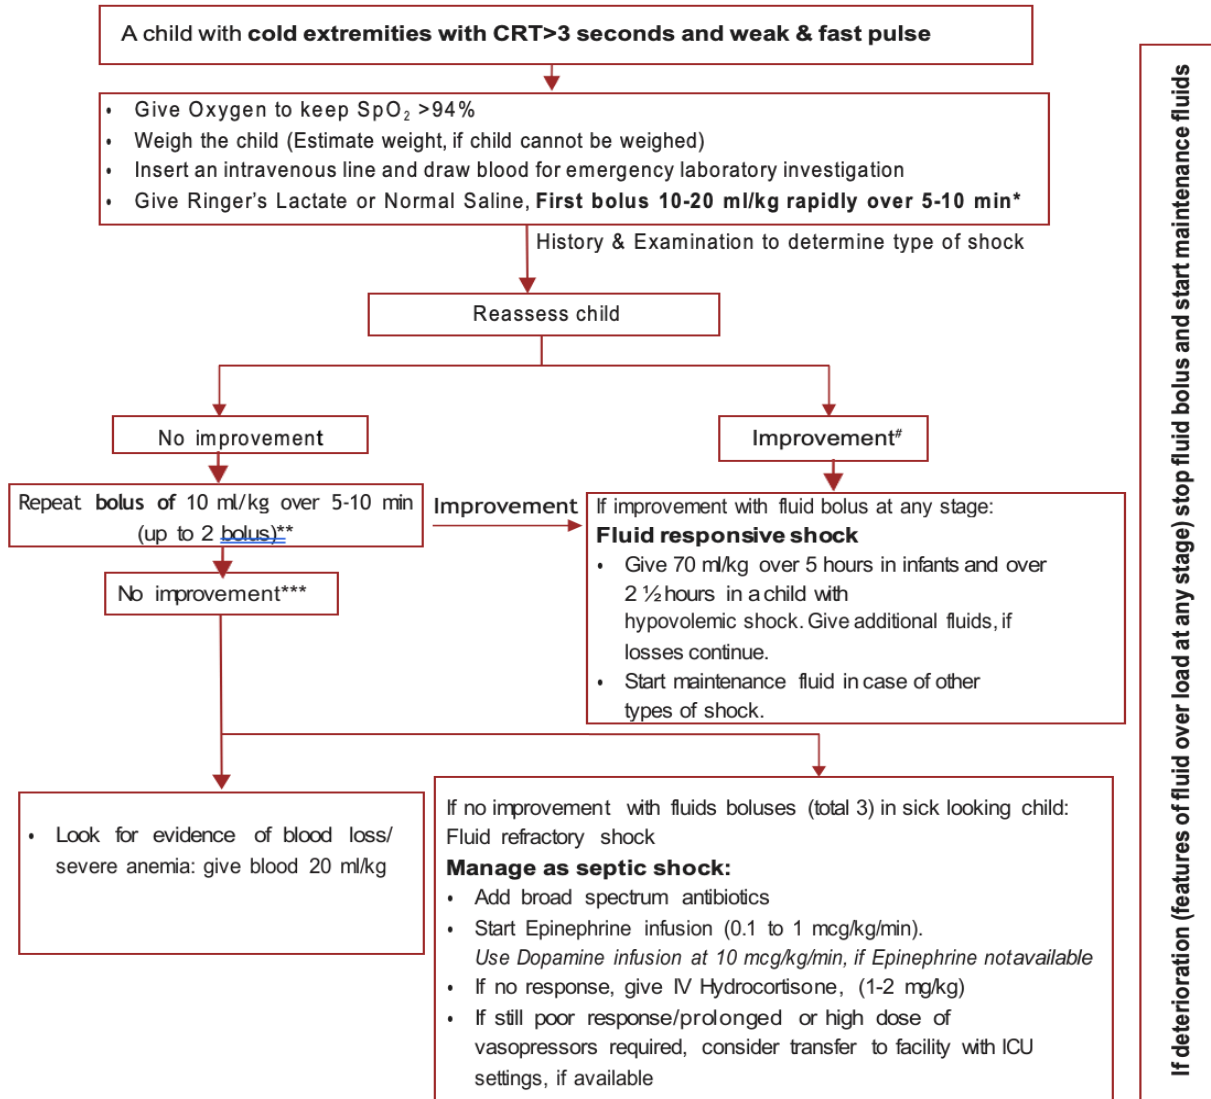 A child with cold extremities with CRT>3 seconds and weak & fast pulse
• Give Oxygen to keep SpO₂ >94%
• Weigh the child (Estimate weight, if child cannot be weighed)
• Insert an intravenous line and draw blood for emergency laboratory investigation
• Give Ringer's Lactate or Normal Saline, First bolus 10-20 ml/kg rapidly over 5-10 min*
History & Examination to determine type of shock
Reassess child
No improvement
Improvement#
Repeat bolus of 10 ml/kg over 5-10 min
(up to 2 bolus)**
Improvement
If improvement with fluid bolus at any stage:
Fluid responsive shock
• Give 70 ml/kg over 5 hours in infants and over
2 ½ hours in a child with
hypovolemic shock. Give additional fluids, if
losses continue.
• Start maintenance fluid in case of other
types of shock.
No improvement***
• Look for evidence of blood loss/
severe anemia: give blood 20 ml/kg
If no improvement with fluids boluses (total 3) in sick looking child:
Fluid refractory shock
Manage as septic shock:
• Add broad spectrum antibiotics
• Start Epinephrine infusion (0.1 to 1 mcg/kg/min).
Use Dopamine infusion at 10 mcg/kg/min, if Epinephrine notavailable
• If no response, give IV Hydrocortisone, (1-2 mg/kg)
• If still poor response/prolonged or high dose of
vasopressors required, consider transfer to facility with ICU
settings, if available
If deterioration (features of fluid over load at any stage) stop fluid bolus and start maintenance fluids